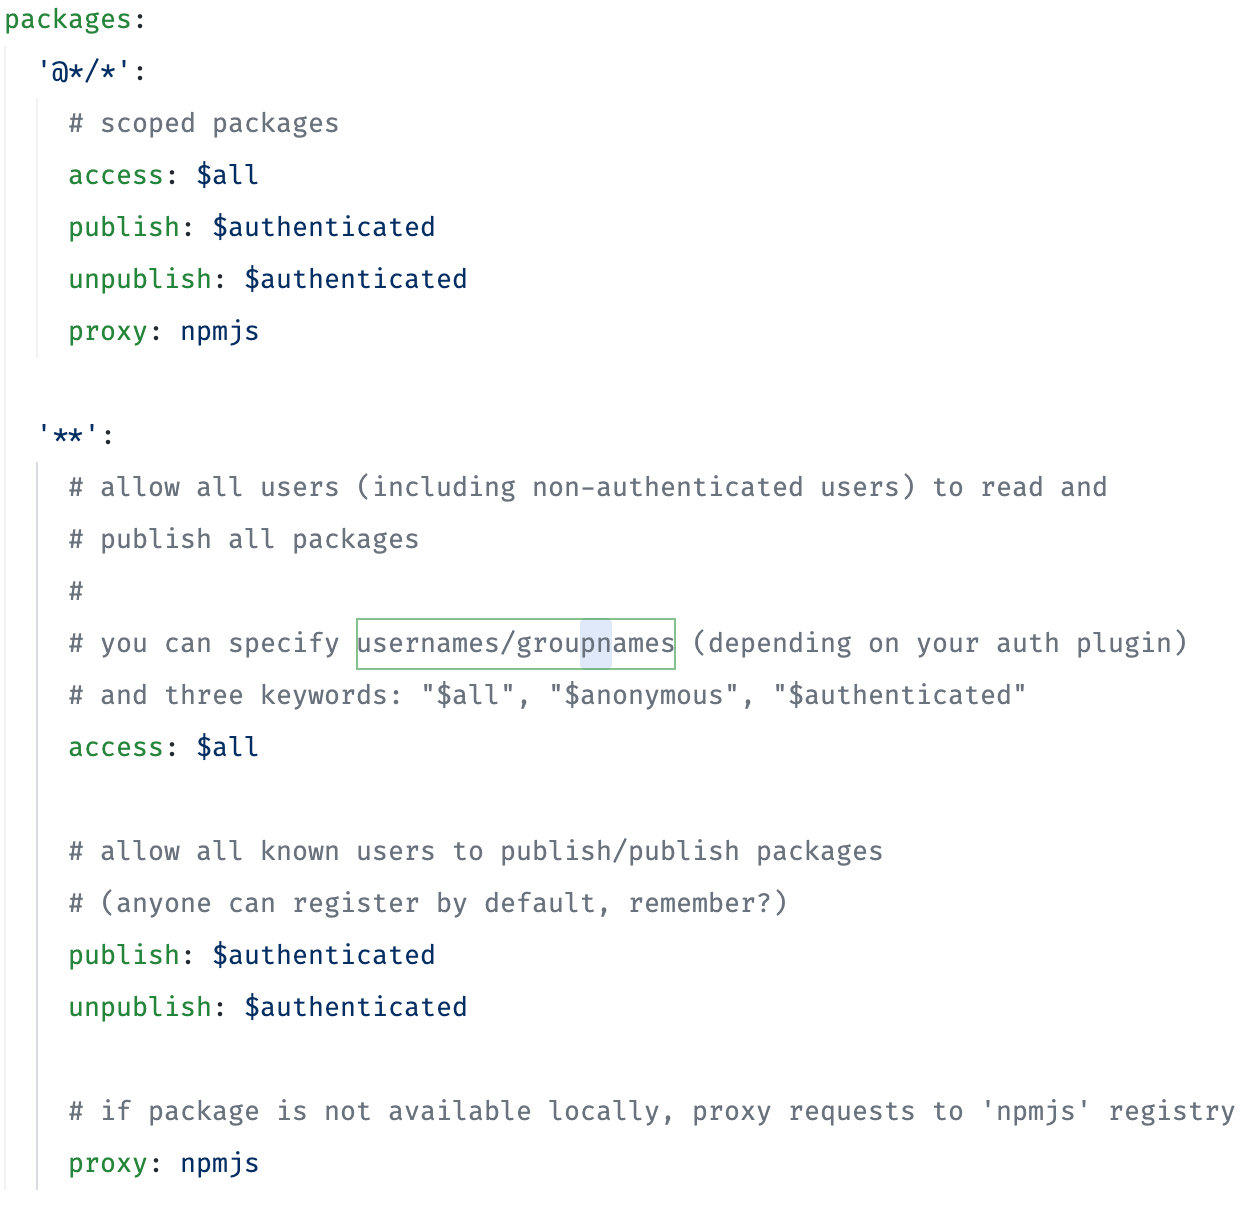 packages:
'@*/*':
# scoped packages
access: $all
publish: $authenticated
unpublish: $authenticated
proxy: npmjs
'**':
# allow all users (including non-authenticated users) to read and
# publish all packages
#
# you can specify usernames/groupnames (depending on your auth plugin)
# and three keywords: "$all", "$anonymous", "$authenticated"
access: $all
# allow all known users to publish/publish packages
# (anyone can register by default, remember?)
publish: $authenticated
unpublish: $authenticated
# if package is not available locally, proxy requests to 'npmjs' registry
proxy: npmjs